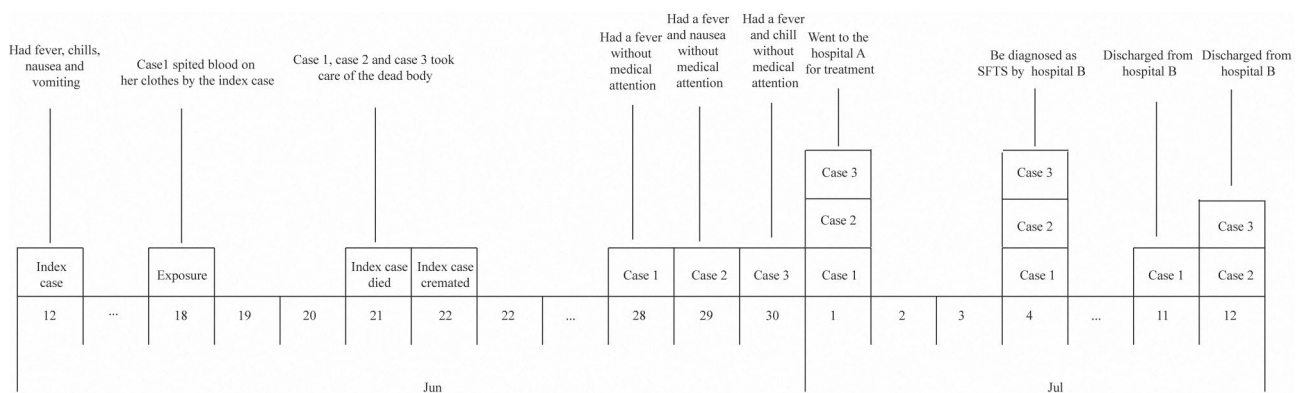 Had fever, chills,
nausea and
vomiting
Case1 spited blood on
her clothes by the index case
Case 1, case 2 and case 3 took
care of the dead body
Had a fever
without
medical
attention
Had a fever
and nausea
without
medical
attention
Had a fever
and chill
without
medical
attention
Went to the
hospital A
for treatment
Be diagnosed as
SFTS by hospital B
Discharged from
hospital B
Discharged from
hospital B
Case 3
Case 3
Case 2
Case 2
Case 3
Index
case
Exposure
Index case
died
Index case
cremated
Case 1
Case 2
Case 3
Case 1
Case 1
Case 1
Case 2
12 ... 18 19 20 21 22 22 ... 28 29 30 1 2 3 4 ... 11 12
Jun Jul